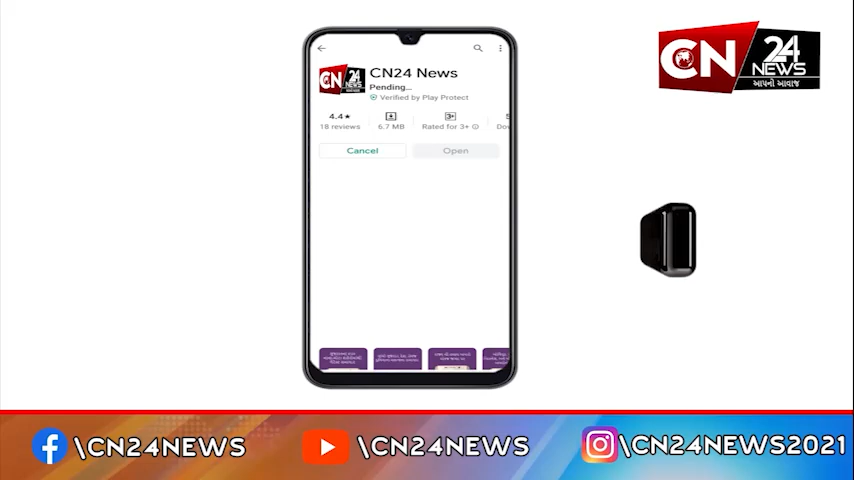 CN24 News
Pending...
Verified by Play Protect
4.4★
18 reviews
6.7 MB
3+
Rated for 3+
Cancel
Open
CN 24 NEWS
આપનો અવાજ
\CN24NEWS
\CN24NEWS
\CN24NEWS2021